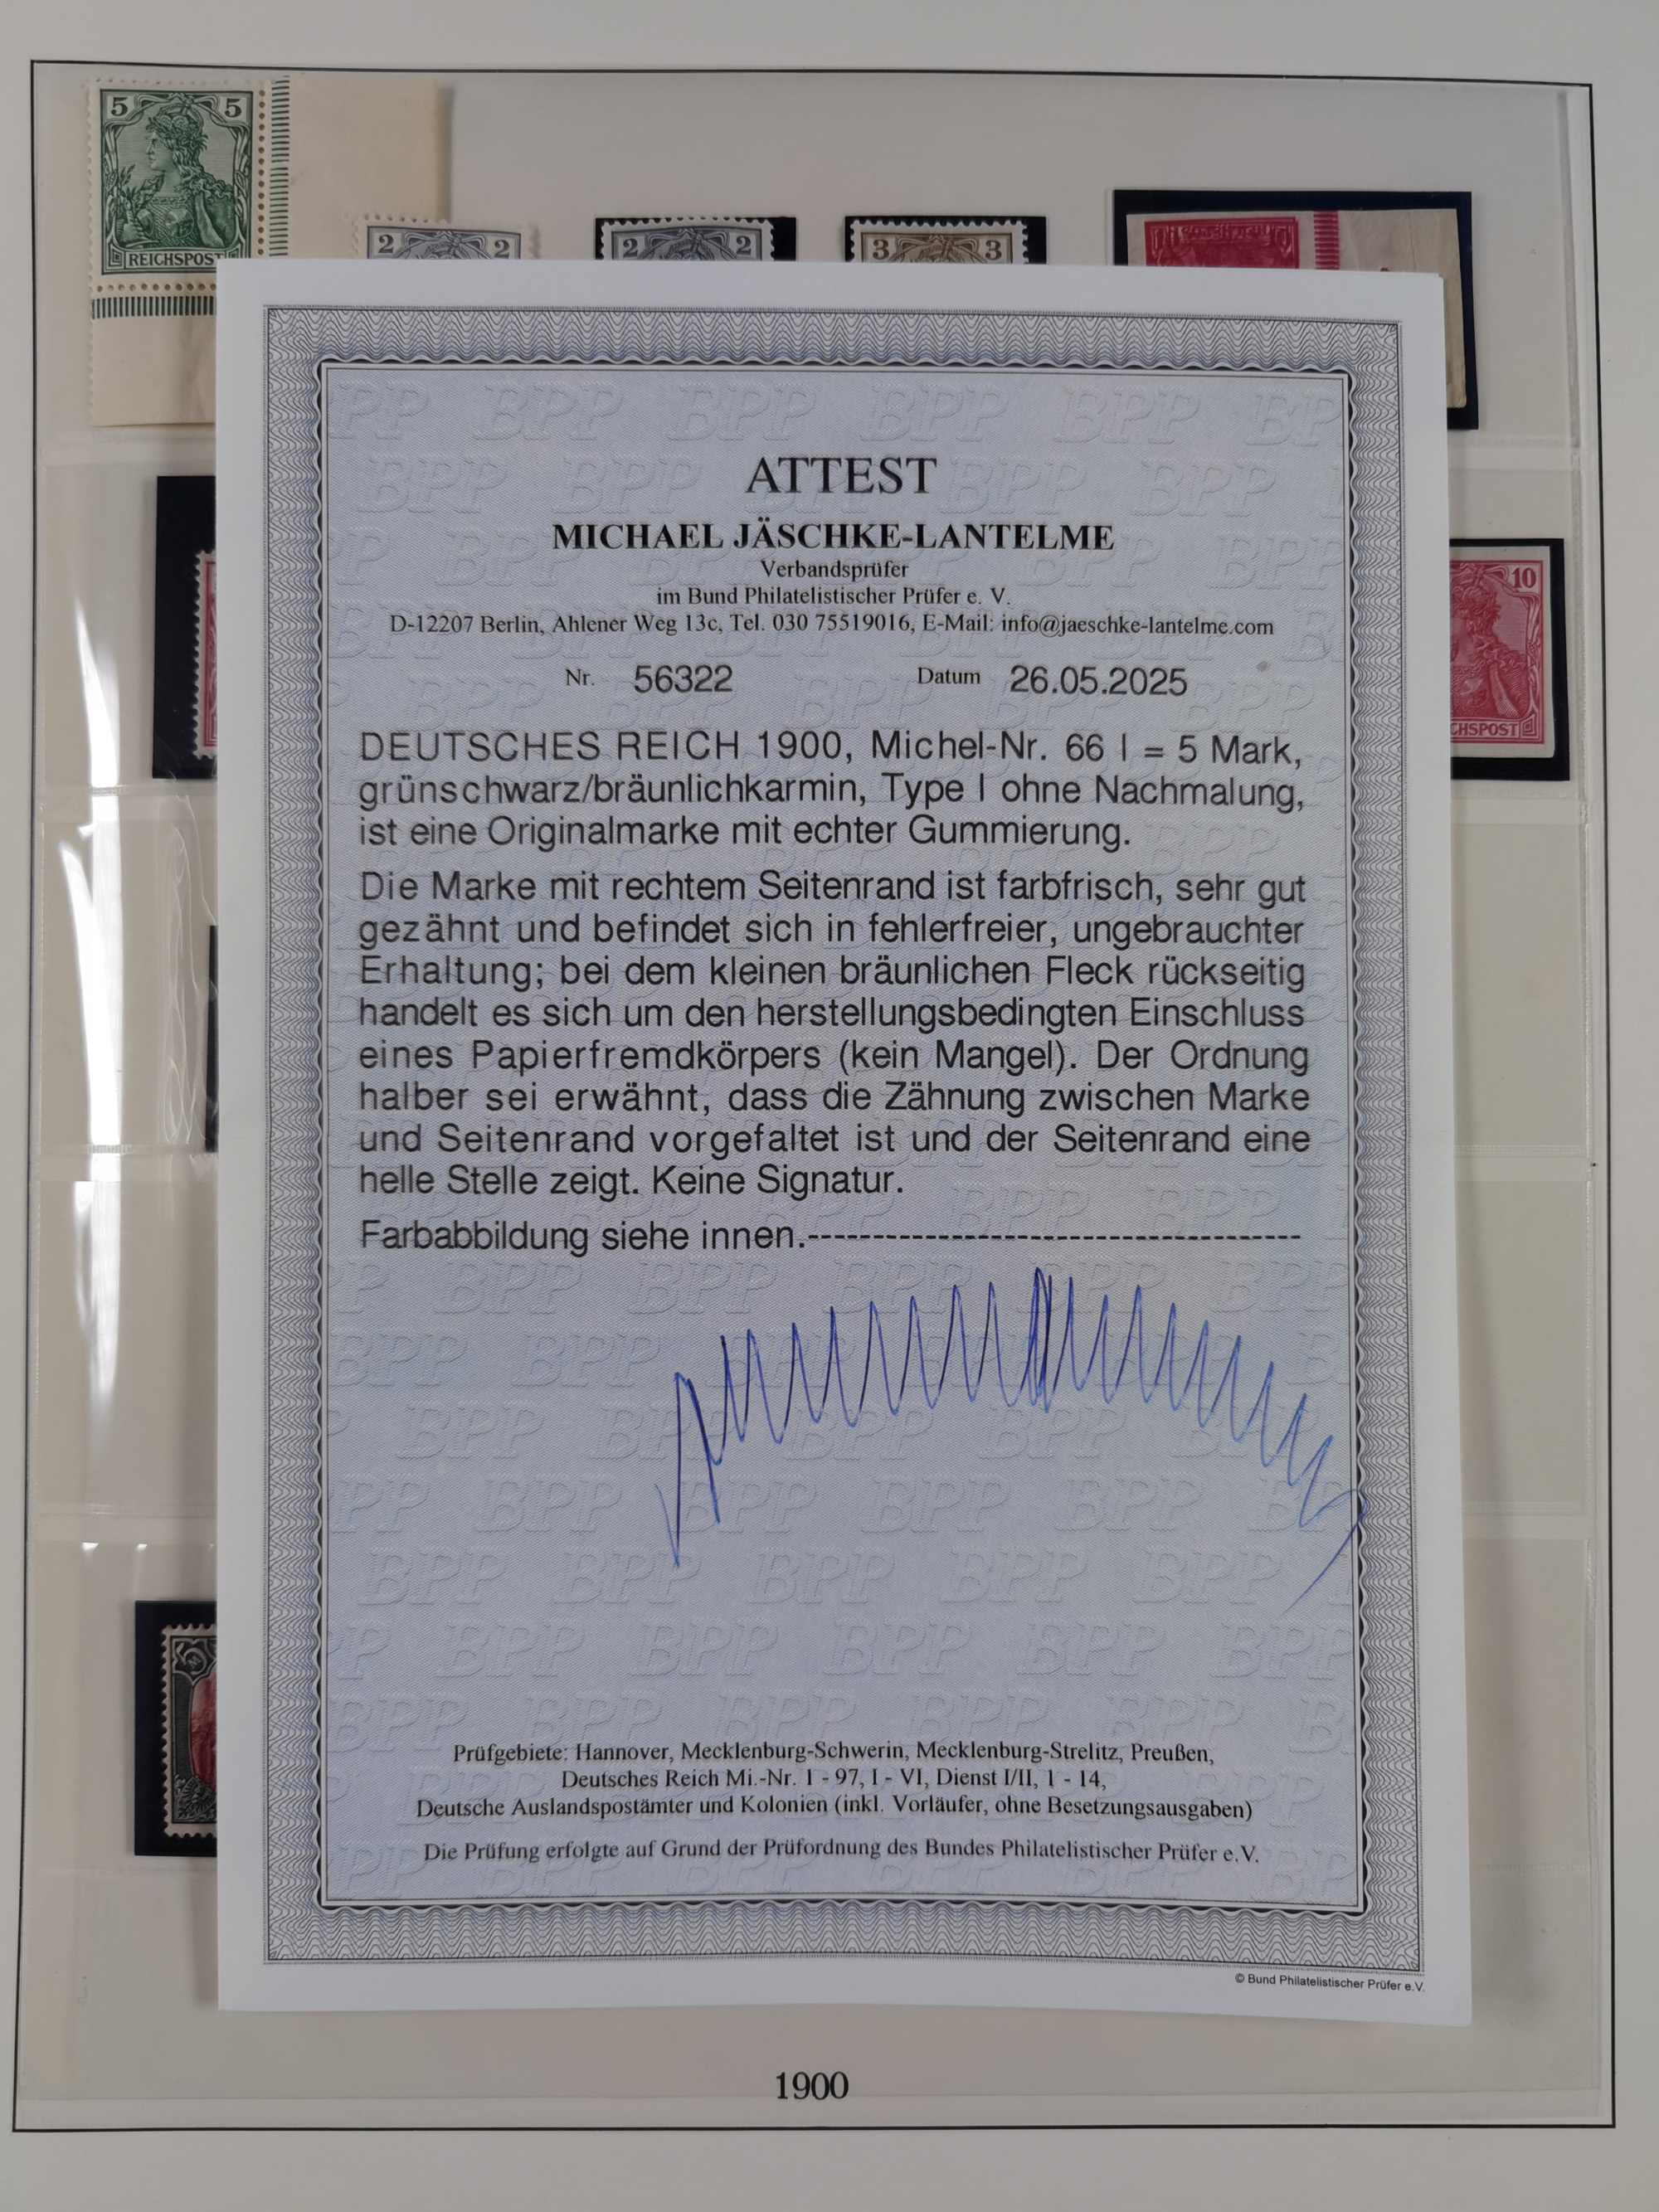 5 5
REICHSPOST
2 2
2 2
3 3
10
CHSPOST
ATTEST
MICHAEL JÄSCHKE-LANTELME
Verbandsprüfer
im Bund Philatelistischer Prüfer e. V.
D-12207 Berlin, Ahlener Weg 13c, Tel. 030 75519016, E-Mail: info@jaeschke-lantelme.com
Nr. 56322 Datum 26.05.2025
DEUTSCHES REICH 1900, Michel-Nr. 66 I = 5 Mark,
grünschwarz/bräunlichkarmin, Type I ohne Nachmalung,
ist eine Originalmarke mit echter Gummierung.
Die Marke mit rechtem Seitenrand ist farbfrisch, sehr gut
gezähnt und befindet sich in fehlerfreier, ungebrauchter
Erhaltung; bei dem kleinen bräunlichen Fleck rückseitig
handelt es sich um den herstellungsbedingten Einschluss
eines Papierfremdkörpers (kein Mangel). Der Ordnung
halber sei erwähnt, dass die Zähnung zwischen Marke
und Seitenrand vorgefaltet ist und der Seitenrand eine
helle Stelle zeigt. Keine Signatur.
Farbabbildung siehe innen.--------------------------------------
Prüfgebiete: Hannover, Mecklenburg-Schwerin, Mecklenburg-Strelitz, Preußen,
Deutsches Reich Mi.-Nr. 1 - 97, I - VI, Dienst I/II, 1 - 14,
Deutsche Auslandspostämter und Kolonien (inkl. Vorläufer, ohne Besetzungsausgaben)
Die Prüfung erfolgte auf Grund der Prüfordnung des Bundes Philatelistischer Prüfer e.V.
© Bund Philatelistischer Prüfer e.V.
1900